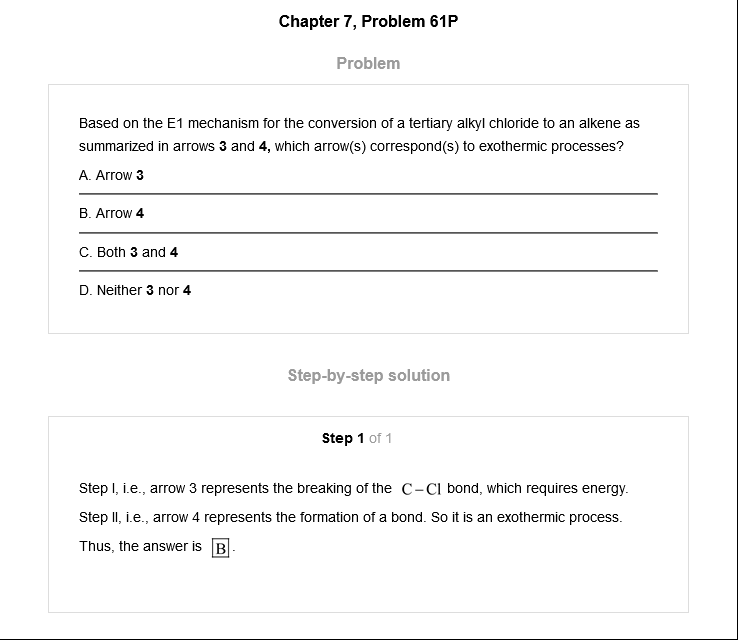 Chapter 7, Problem 61P
Problem
Based on the E1 mechanism for the conversion of a tertiary alkyl chloride to an alkene as
summarized in arrows 3 and 4, which arrow(s) correspond(s) to exothermic processes?
A. Arrow 3
B. Arrow 4
C. Both 3 and 4
D. Neither 3 nor 4
Step-by-step solution
Step 1 of 1
Step I, i.e., arrow 3 represents the breaking of the C–Cl bond, which requires energy.
Step II, i.e., arrow 4 represents the formation of a bond. So it is an exothermic process.
Thus, the answer is B.